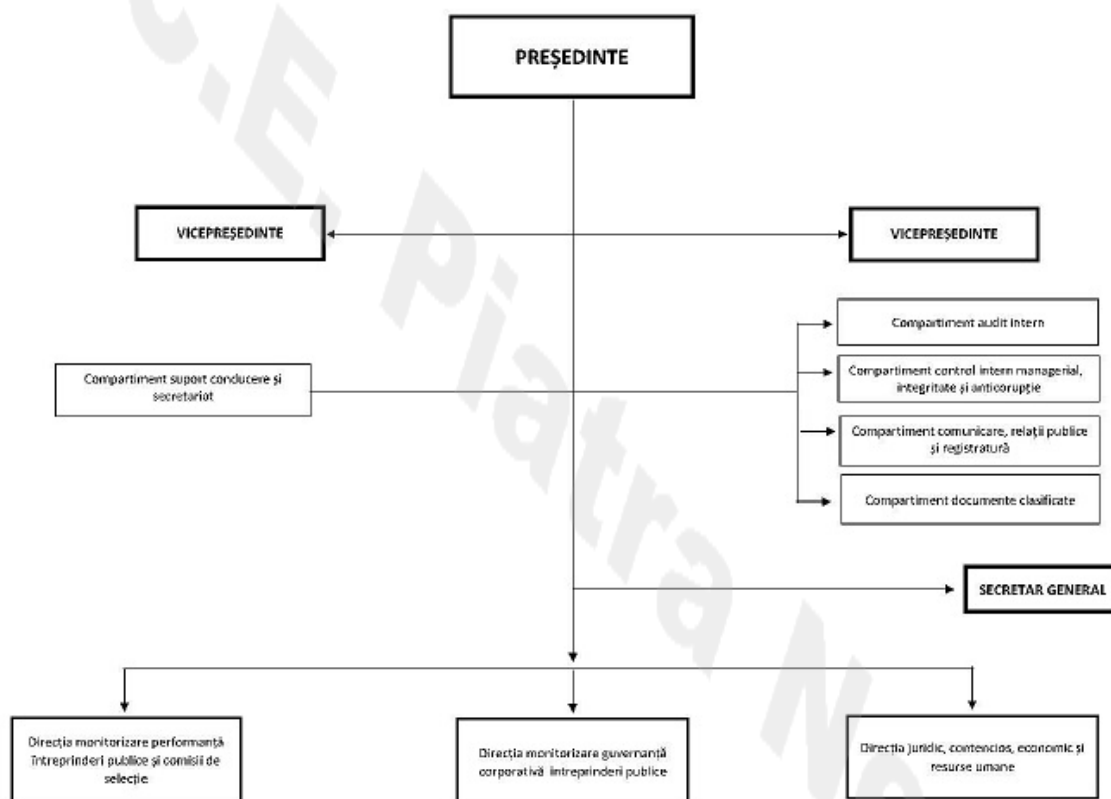 PREȘEDINTE
VICEPREȘEDINTE
VICEPREȘEDINTE
Compartiment audit intern
Compartiment suport conducere și
secretariat
Compartiment control intern managerial,
integritate și anticorupție
Compartiment comunicare, relații publice
și registratură
Compartiment documente clasificate
SECRETAR GENERAL
Direcția monitorizare performanță
întreprinderi publice și comisii de
selecție
Direcția monitorizare guvernanță
corporativă întreprinderi publice
Direcția juridic, contencios, economic și
resurse umane
.E. Piatra